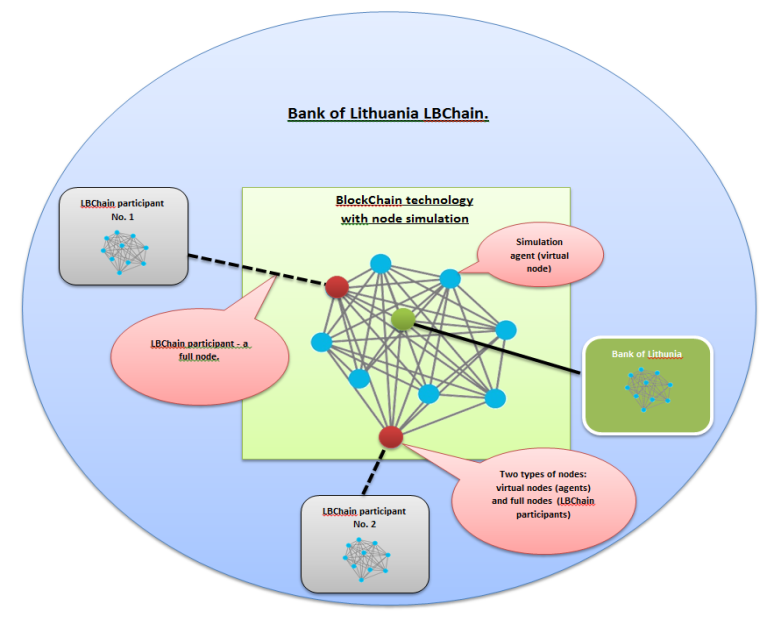 Bank of Lithuania LBChain.
LBChain participant
No. 1
BlockChain technology
with node simulation
Simulation
agent (virtual
node)
LBChain participant - a
full node.
Bank of Lithunia
Two types of nodes:
virtual nodes (agents)
and full nodes (LBChain
participants)
LBChain participant
No. 2